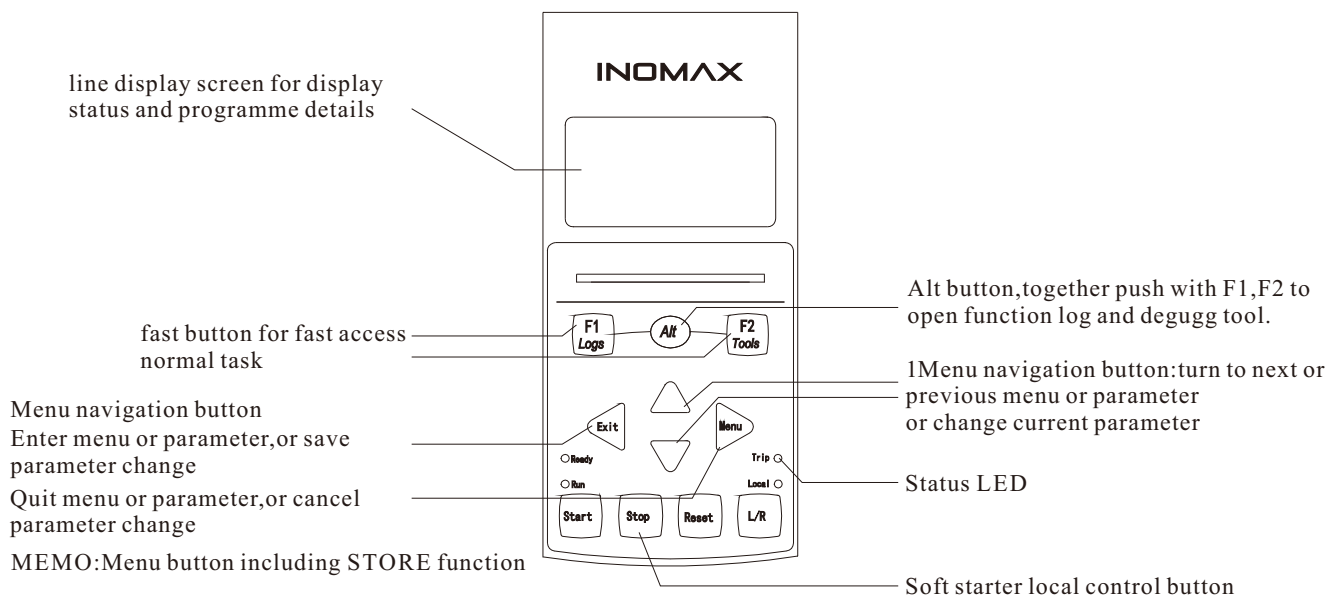 INOMAX
line display screen for display
status and programme details
F1
Logs
Alt
F2
Tools
Alt button,together push with F1,F2 to
open function log and degugg tool.
fast button for fast access
normal task
1Menu navigation button:turn to next or
previous menu or parameter
or change current parameter
Menu navigation button
Enter menu or parameter,or save
parameter change
Exit
Menu
Ready
Trip
Quit menu or parameter,or cancel
parameter change
Run
Local
Status LED
Start
Stop
Reset
L/R
MEMO:Menu button including STORE function
Soft starter local control button